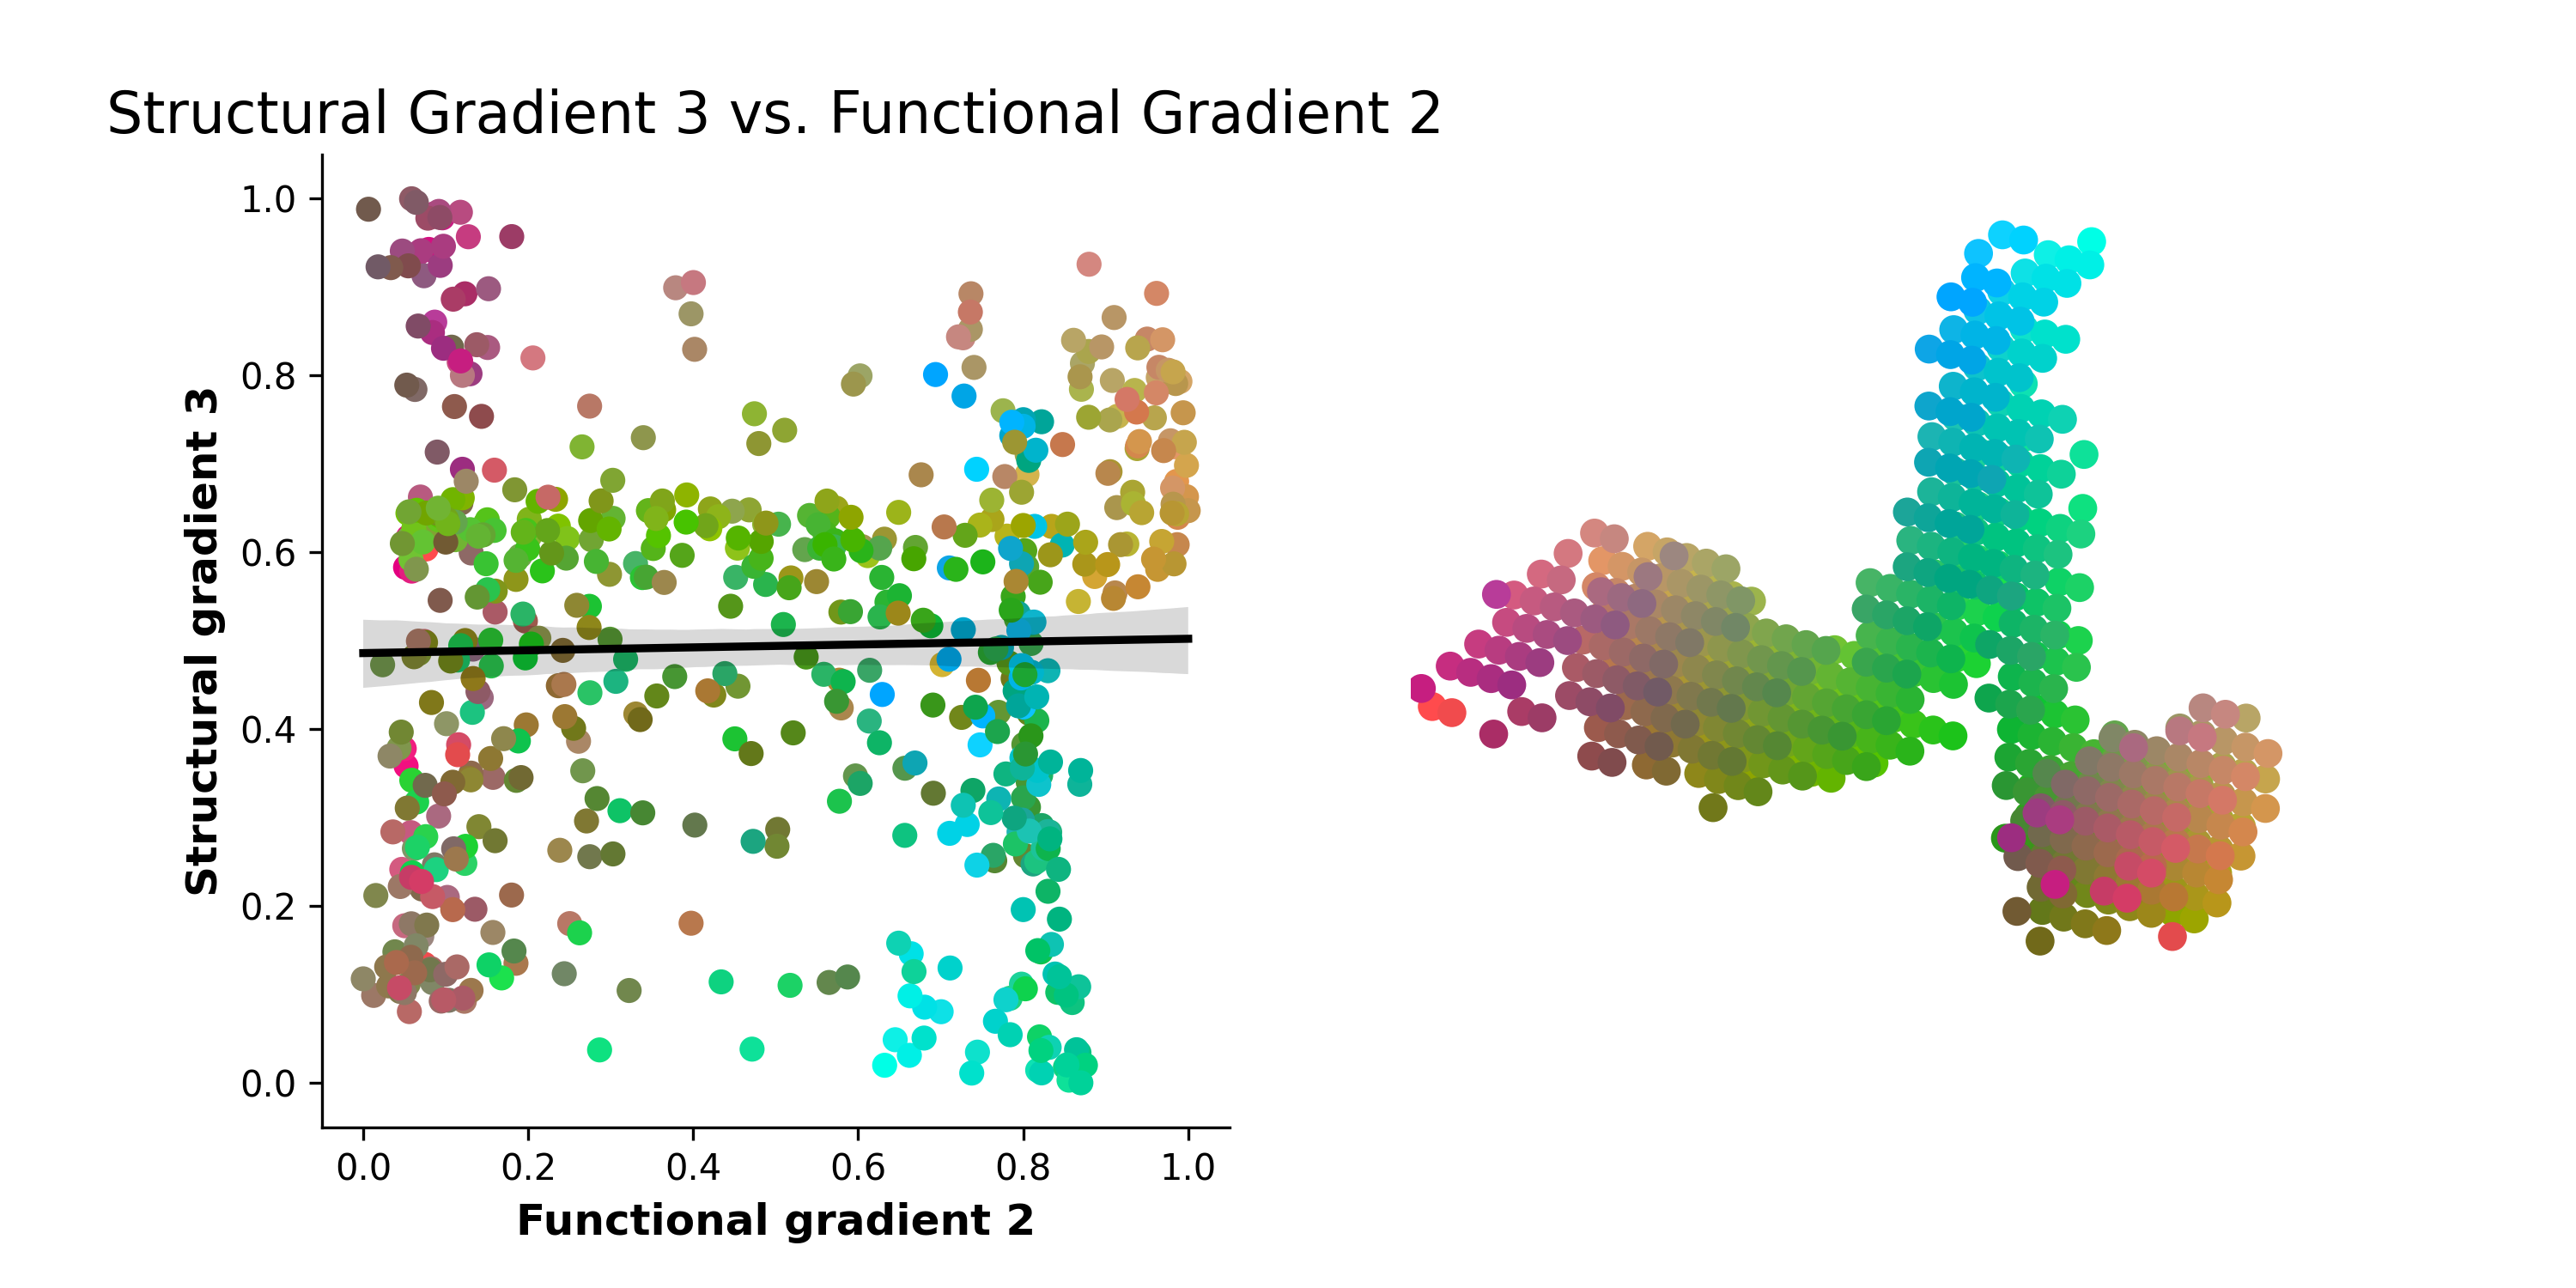 Structural Gradient 3 vs. Functional Gradient 2
1.0
0.8
0.6
0.4
0.2
0.0
Structural gradient 3
0.0 0.2 0.4 0.6 0.8 1.0
Functional gradient 2